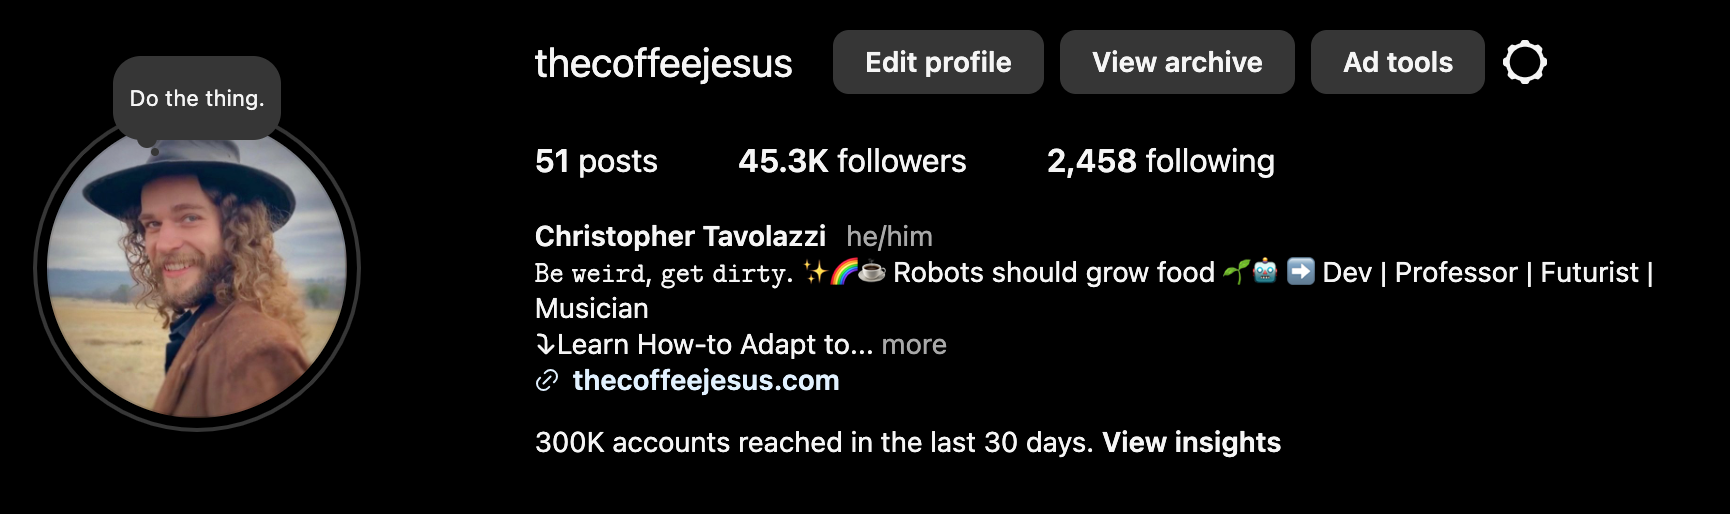 Do the thing.
thecoffeejesus Edit profile View archive Ad tools
51 posts 45.3K followers 2,458 following
Christopher Tavolazzi he/him
Be weird, get dirty. ✨🌈☕ Robots should grow food 🌱🤖 ➡️ Dev | Professor | Futurist |
Musician
⤵Learn How-to Adapt to... more
thecoffeejesus.com
300K accounts reached in the last 30 days. View insights